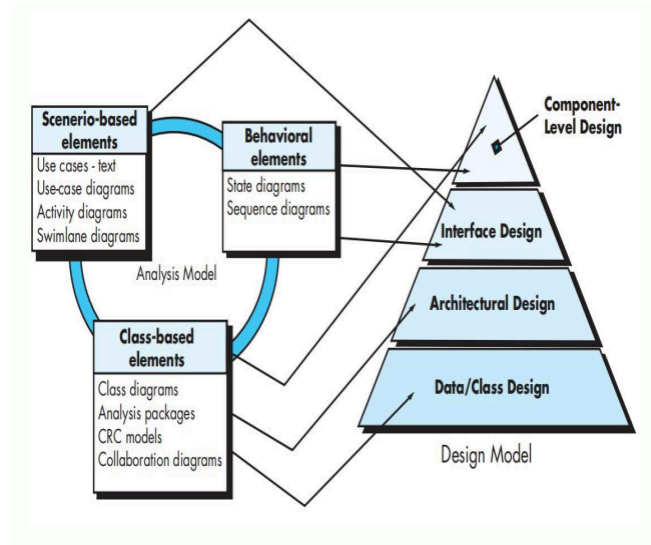 Scenerio-based
elements
Use cases - text
Use-case diagrams
Activity diagrams
Swimlane diagrams
Behavioral
elements
State diagrams
Sequence diagrams
Analysis Model
Class-based
elements
Class diagrams
Analysis packages
CRC models
Collaboration diagrams
Component-
Level Design
Interface Design
Architectural Design
Data/Class Design
Design Model